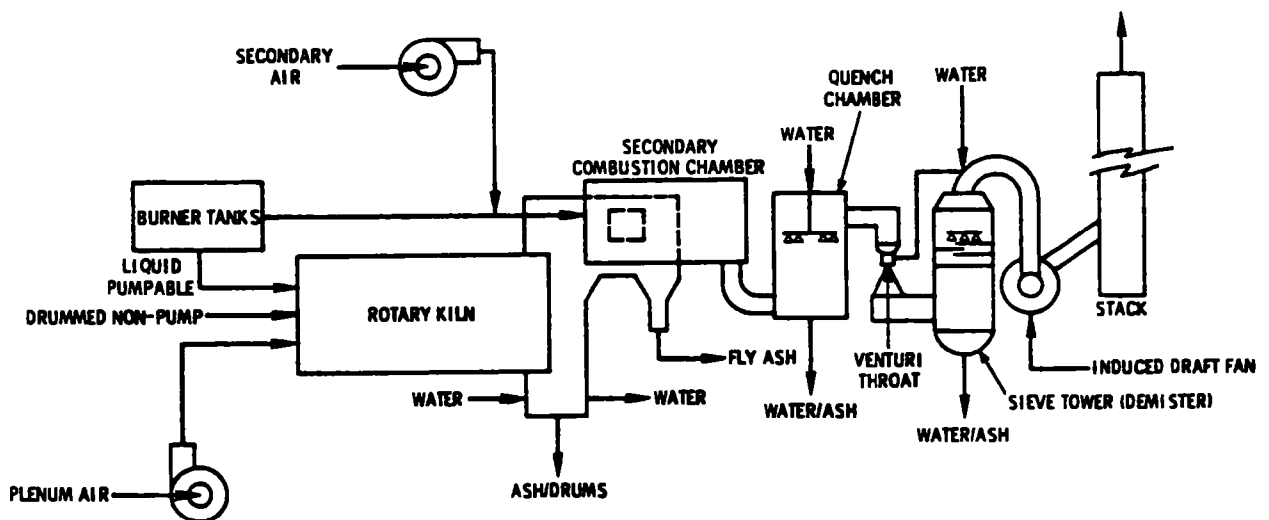 SECONDARY
AIR
QUENCH
CHAMBER
WATER
WATER
SECONDARY
COMBUSTION CHAMBER
BURNER TANKS
LIQUID
PUMPABLE
DRUMMED NON-PUMP
ROTARY KILN
STACK
FLY ASH
VENTURI
THROAT
INDUCED DRAFT FAN
WATER
WATER
WATER/ASH
SIEVE TOWER (DEMISTER)
WATER/ASH
ASH/DRUMS
PLENUM AIR